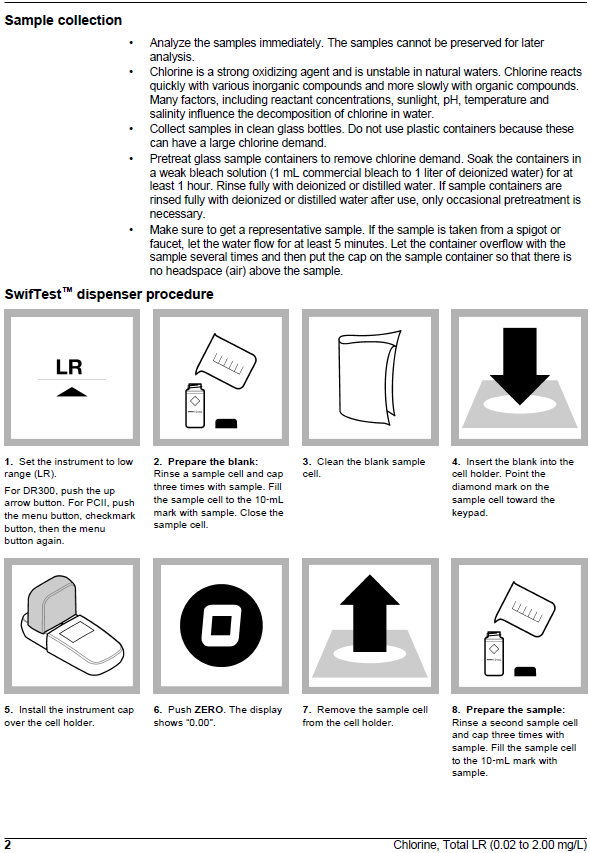 Sample collection
• Analyze the samples immediately. The samples cannot be preserved for later
analysis.
• Chlorine is a strong oxidizing agent and is unstable in natural waters. Chlorine reacts
quickly with various inorganic compounds and more slowly with organic compounds.
Many factors, including reactant concentrations, sunlight, pH, temperature and
salinity influence the decomposition of chlorine in water.
• Collect samples in clean glass bottles. Do not use plastic containers because these
can have a large chlorine demand.
• Pretreat glass sample containers to remove chlorine demand. Soak the containers in
a weak bleach solution (1 mL commercial bleach to 1 liter of deionized water) for at
least 1 hour. Rinse fully with deionized or distilled water. If sample containers are
rinsed fully with deionized or distilled water after use, only occasional pretreatment is
necessary.
• Make sure to get a representative sample. If the sample is taken from a spigot or
faucet, let the water flow for at least 5 minutes. Let the container overflow with the
sample several times and then put the cap on the sample container so that there is
no headspace (air) above the sample.
SwifTest™ dispenser procedure
LR
1. Set the instrument to low
range (LR).
For DR300, push the up
arrow button. For PCII, push
the menu button, checkmark
button, then the menu
button again.
2. Prepare the blank:
Rinse a sample cell and cap
three times with sample. Fill
the sample cell to the 10-mL
mark with sample. Close the
sample cell.
3. Clean the blank sample
cell.
4. Insert the blank into the
cell holder. Point the
diamond mark on the
sample cell toward the
keypad.
5. Install the instrument cap
over the cell holder.
6. Push ZERO. The display
shows "0.00".
7. Remove the sample cell
from the cell holder.
8. Prepare the sample:
Rinse a second sample cell
and cap three times with
sample. Fill the sample cell
to the 10-mL mark with
sample.
2 Chlorine, Total LR (0.02 to 2.00 mg/L)